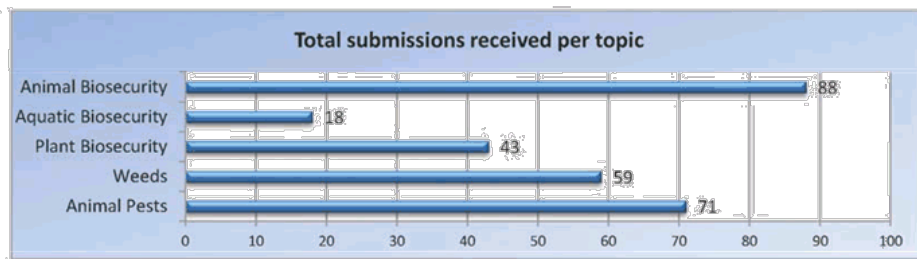 Total submissions received per topic
Animal Biosecurity 88
Aquatic Biosecurity 18
Plant Biosecurity 43
Weeds 59
Animal Pests 71
0 10 20 30 40 50 60 70 80 90 100